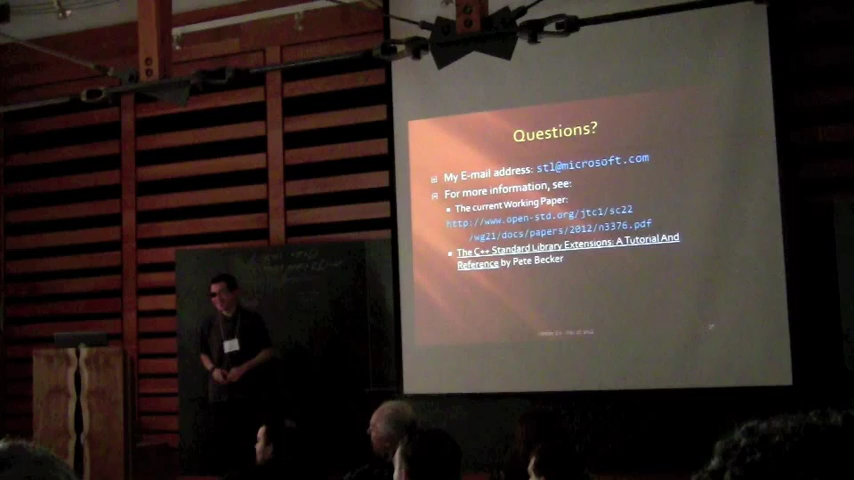 Questions?
My E-mail address: stl@microsoft.com
For more information, see:
The current Working Paper:
http://www.open-std.org/jtc1/sc22
/wg21/docs/papers/2012/n3376.pdf
The C++ Standard Library Extensions: A Tutorial And
Reference by Pete Becker